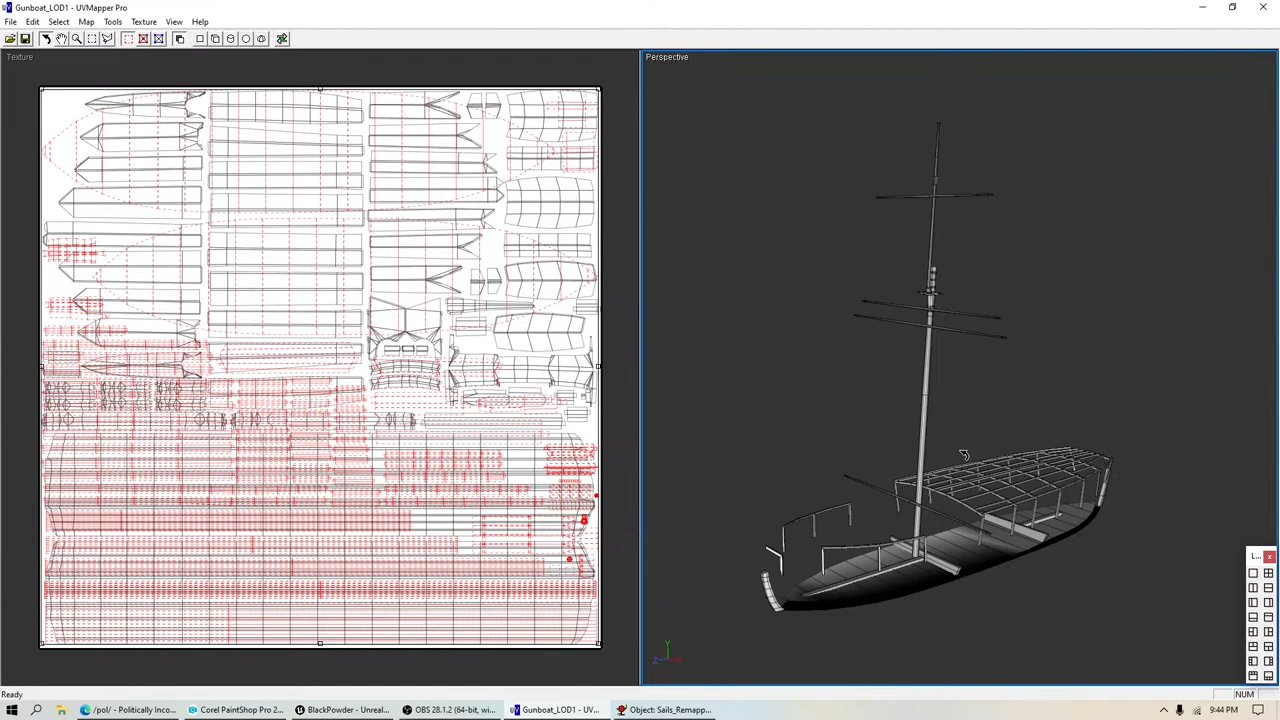 Gunboat_LOD1 - UVMapper Pro
File Edit Select Map Tools Texture View Help
Texture
Perspective
L...
Y
Z
Ready
NUM
/pol/ - Politically Inco...
Corel PaintShop Pro 2...
BlackPowder - Unreal...
OBS 28.1.2 (64-bit, wi...
Gunboat_LOD1 - UV...
Object: Sails_Remapp...
9:44 PM